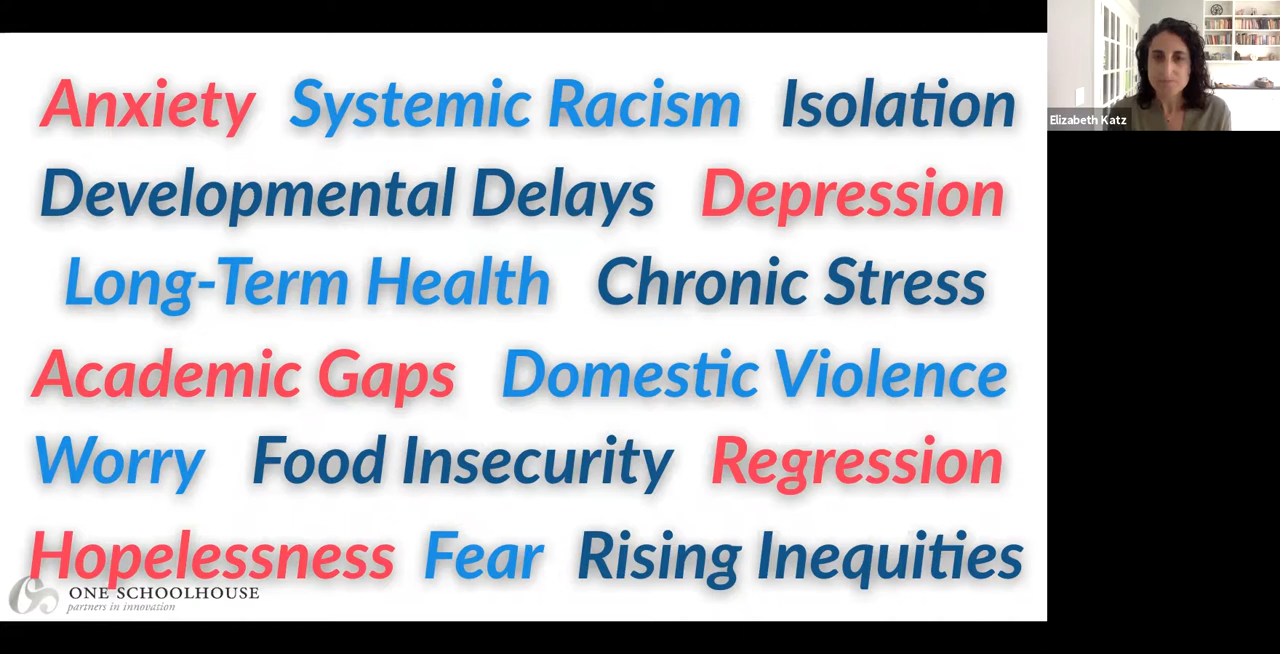 Anxiety Systemic Racism Isolation
Developmental Delays Depression
Long-Term Health Chronic Stress
Academic Gaps Domestic Violence
Worry Food Insecurity Regression
Hopelessness Fear Rising Inequities
ONE SCHOOLHOUSE
partners in innovation
Elizabeth Katz